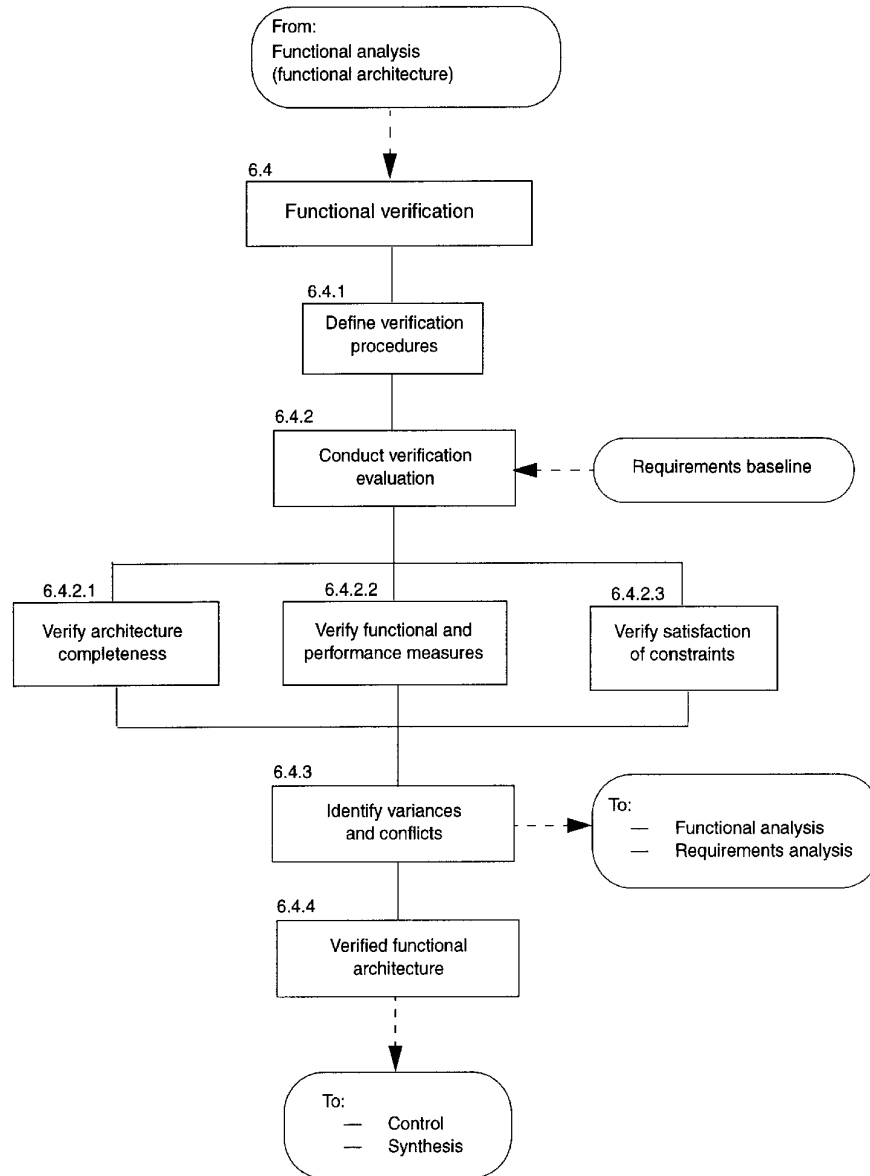 From:
Functional analysis
(functional architecture)
6.4
Functional verification
6.4.1
Define verification
procedures
6.4.2
Conduct verification
evaluation
Requirements baseline
6.4.2.1
Verify architecture
completeness
6.4.2.2
Verify functional and
performance measures
6.4.2.3
Verify satisfaction
of constraints
6.4.3
Identify variances
and conflicts
To:
— Functional analysis
— Requirements analysis
6.4.4
Verified functional
architecture
To:
— Control
— Synthesis